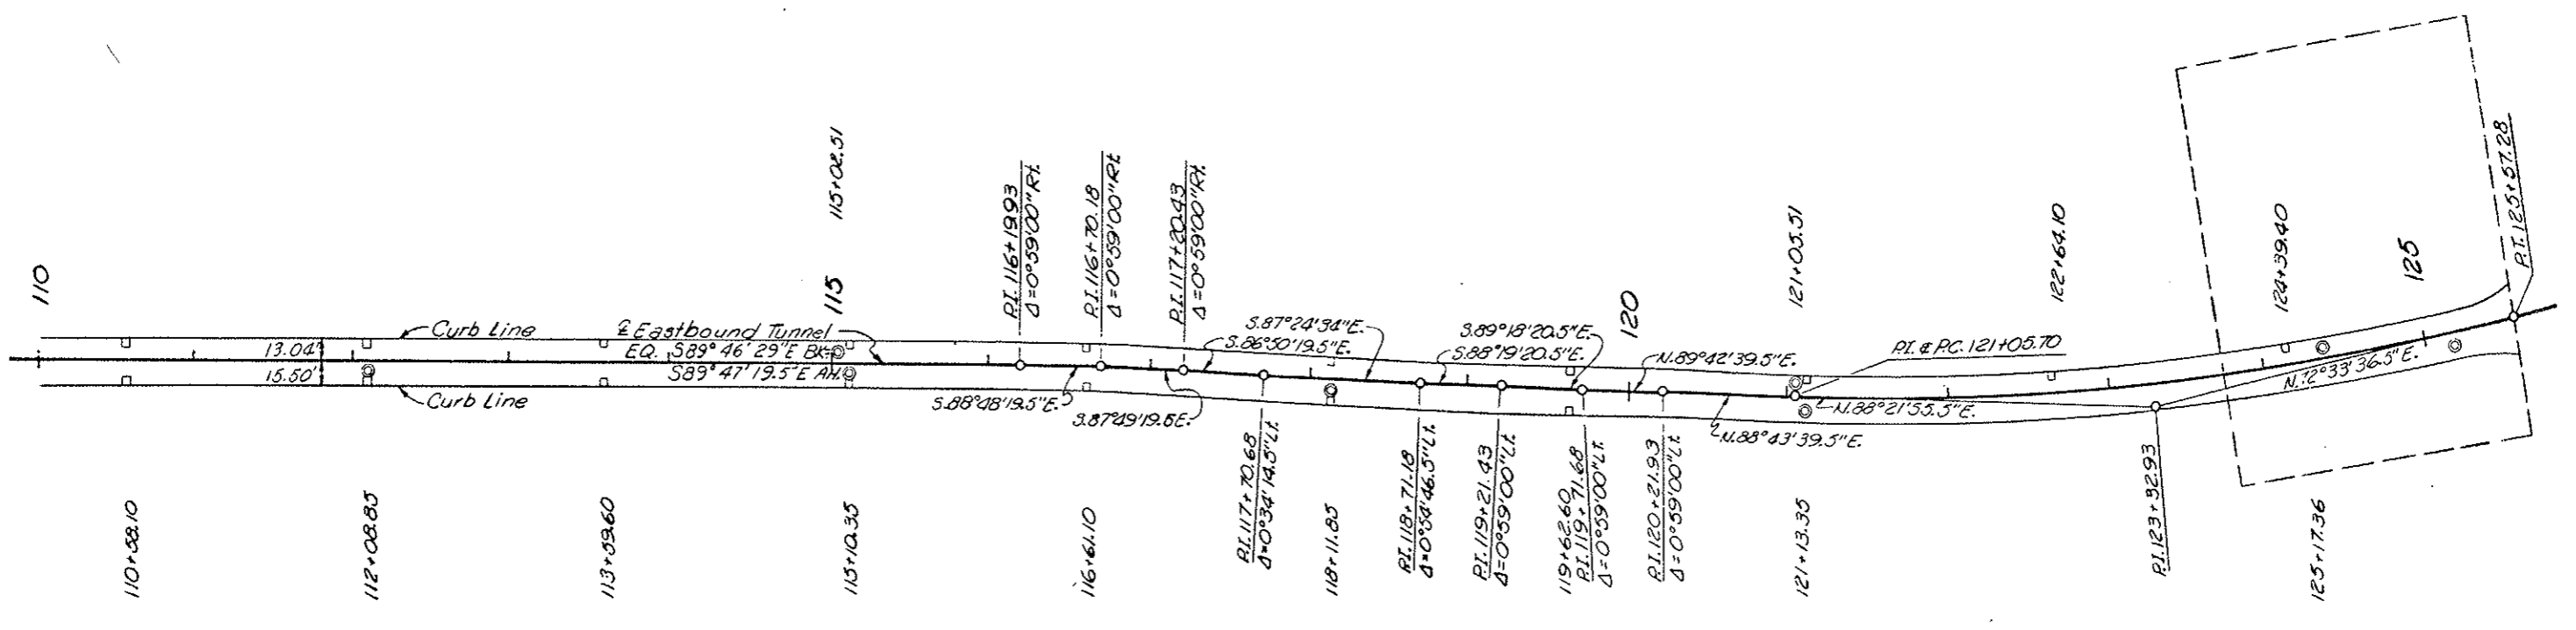 110
115
120
125
115+02.51
P.I. 116+19.93
Δ=0°59'00"Rt.
P.I. 116+70.18
Δ=0°59'00"Rt.
P.I. 117+20.43
Δ=0°59'00"Rt.
121+05.51
122+64.10
124+39.40
P.T. 125+57.28
Curb Line
℄ Eastbound Tunnel
13.04'
15.50'
EQ. S89° 46' 29"E BK=
S89° 47' 19.5"E AH.
Curb Line
S.88°48'19.5"E.
S.87°49'19.5E.
S.86°50'19.5"E.
S.87°24'34"E.
S.88°19'20.5"E.
S.89°18'20.5"E.
N.89°42'39.5"E.
N.88°43'39.5"E.
P.I. & P.C. 121+05.70
N.88°21'55.5"E.
N.72°33'36.5"E.
110+58.10
112+08.85
113+59.60
115+10.35
116+61.10
P.I. 117+70.68
Δ=0°34'14.5"Lt.
118+11.85
P.I. 118+71.18
Δ=0°54'46.5"Lt.
P.I. 119+21.43
Δ=0°59'00"Lt.
119+62.60
P.I. 119+71.68
Δ=0°59'00"Lt.
P.I. 120+21.93
Δ=0°59'00"Lt.
121+13.35
P.I. 123+32.93
125+17.36